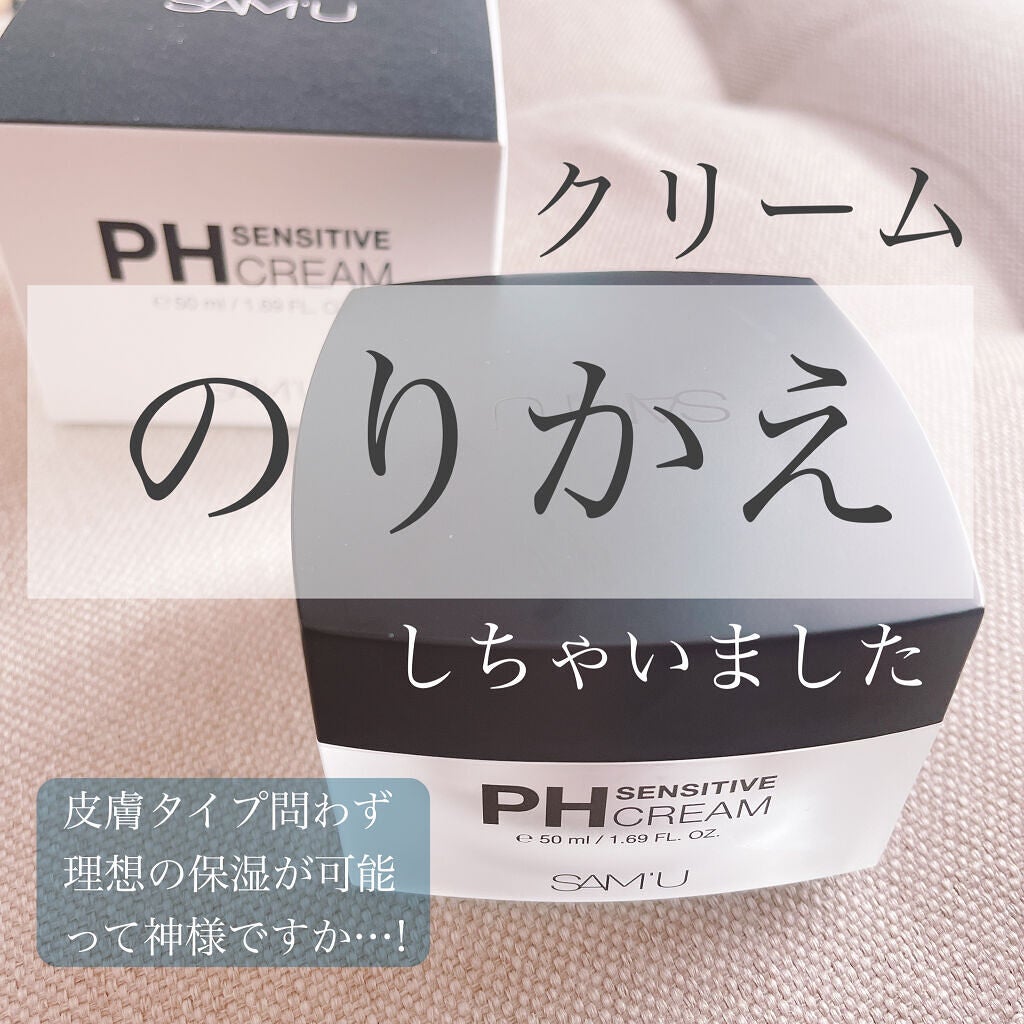 SAM'U
PH SENSITIVE CREAM
℮ 50 ml / 1.69 FL. OZ.
SAM'U
クリーム
のりかえ
SAM'U
しちゃいました
PH SENSITIVE CREAM
℮ 50 ml / 1.69 FL. OZ.
SAM'U
皮膚タイプ問わず
理想の保湿が可能
って神様ですか…!